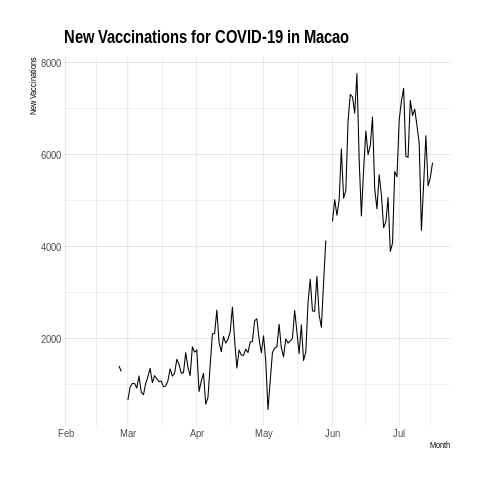 New Vaccinations for COVID-19 in Macao
New Vaccinations
8000
6000
4000
2000
Feb Mar Apr May Jun Jul
Month